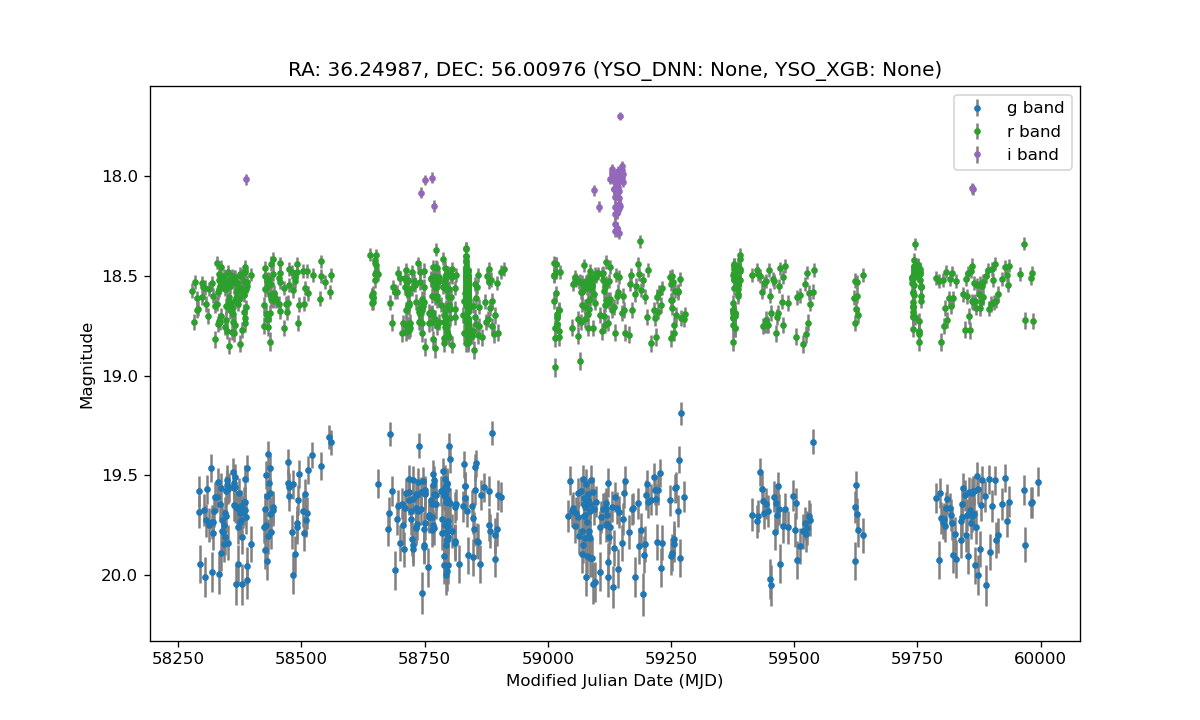 RA: 36.24987, DEC: 56.00976 (YSO_DNN: None, YSO_XGB: None)
g band
r band
i band
18.0
18.5
19.0
19.5
20.0
Magnitude
58250 58500 58750 59000 59250 59500 59750 60000
Modified Julian Date (MJD)